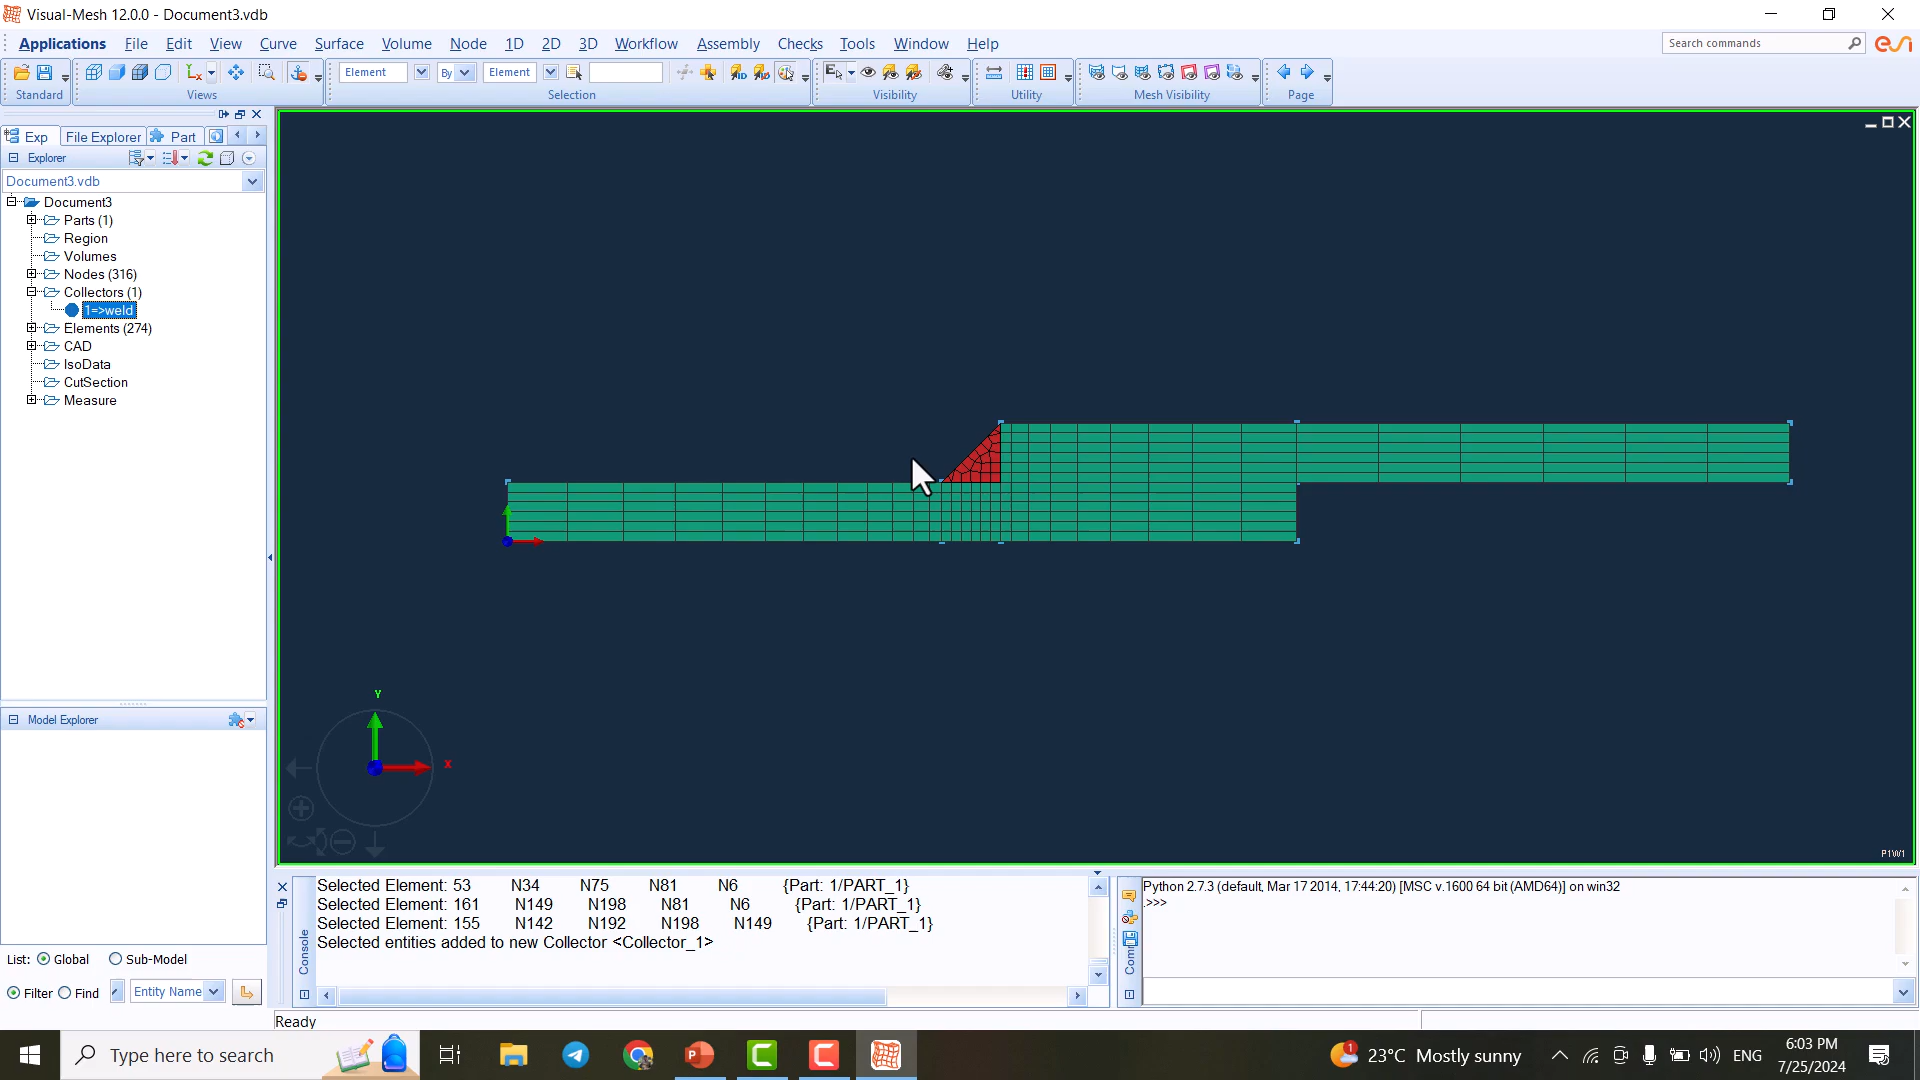 Visual-Mesh 12.0.0 - Document3.vdb
Applications File Edit View Curve Surface Volume Node 1D 2D 3D Workflow Assembly Checks Tools Window Help
Search commands
esi
Element By Element
Standard Views Selection Visibility Utility Mesh Visibility Page
Exp File Explorer Part
Explorer
Document3.vdb
Document3
Parts (1)
Region
Volumes
Nodes (316)
Collectors (1)
1=>weld
Elements (274)
CAD
IsoData
CutSection
Measure
Model Explorer
Y
X
P1W1
List: Global Sub-Model
Filter Find Entity Name
Console
Selected Element: 53 N34 N75 N81 N6 {Part: 1/PART_1}
Selected Element: 161 N149 N198 N81 N6 {Part: 1/PART_1}
Selected Element: 155 N142 N192 N198 N149 {Part: 1/PART_1}
Selected entities added to new Collector <Collector_1>
Python 2.7.3 (default, Mar 17 2014, 17:44:20) [MSC v.1600 64 bit (AMD64)] on win32
.>>>
Ready
Type here to search
23°C Mostly sunny
ENG
6:03 PM
7/25/2024